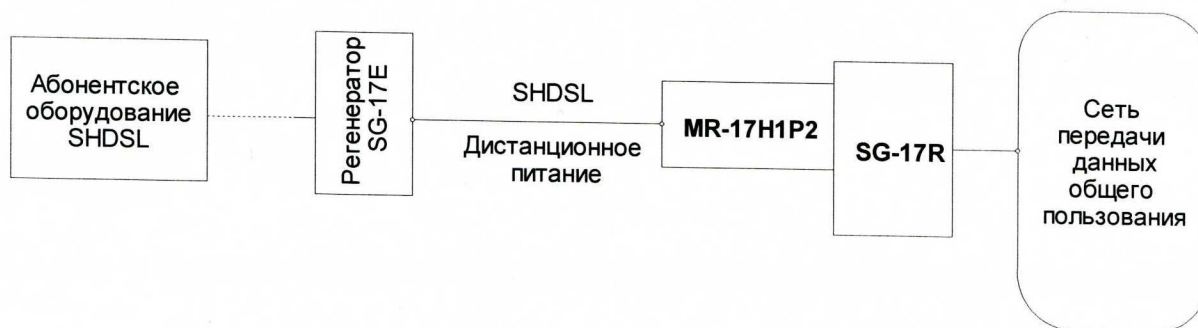 Абонентское
оборудование
SHDSL
Регенератор
SG-17E
SHDSL
Дистанционное
питание
MR-17H1P2
SG-17R
Сеть
передачи
данных
общего
пользования